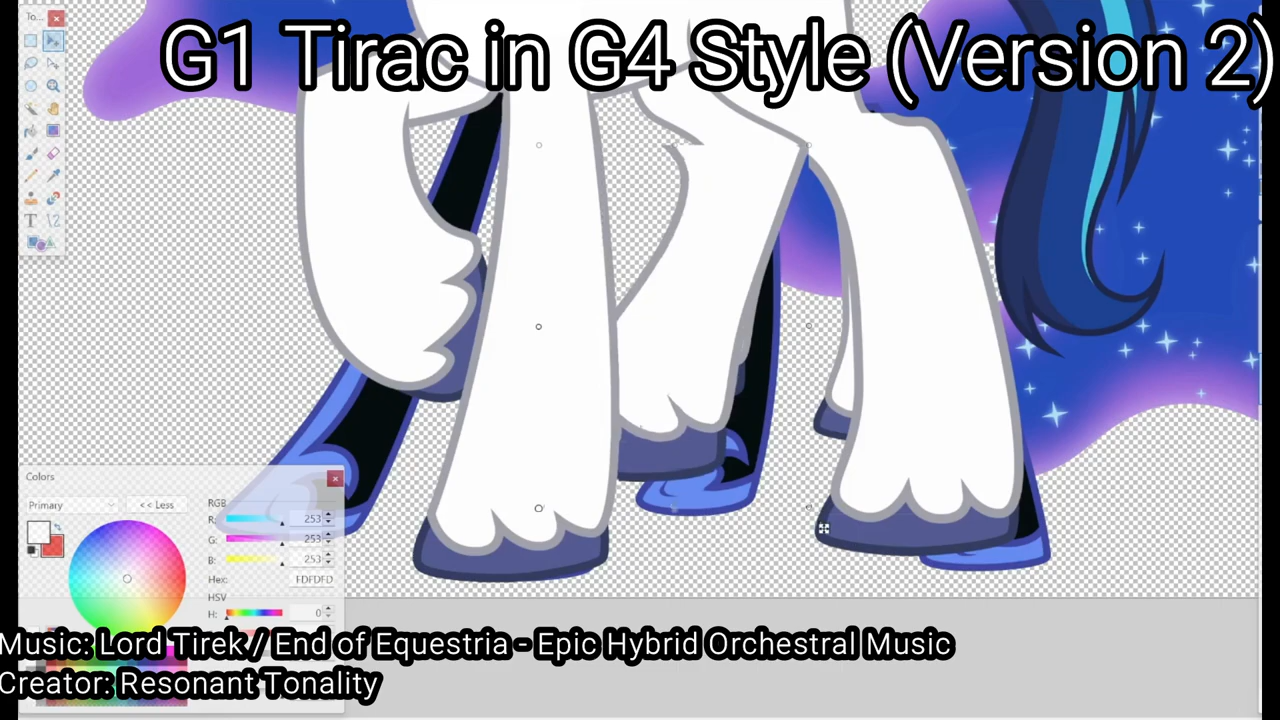 To...
G1 Tirac in G4 Style (Version 2)
T
Colors
Primary
<< Less
RGB
R: 253
G: 253
B: 253
Hex: FDFDFD
HSV
H: 0
Music: Lord Tirek / End of Equestria - Epic Hybrid Orchestral Music
Creator: Resonant Tonality